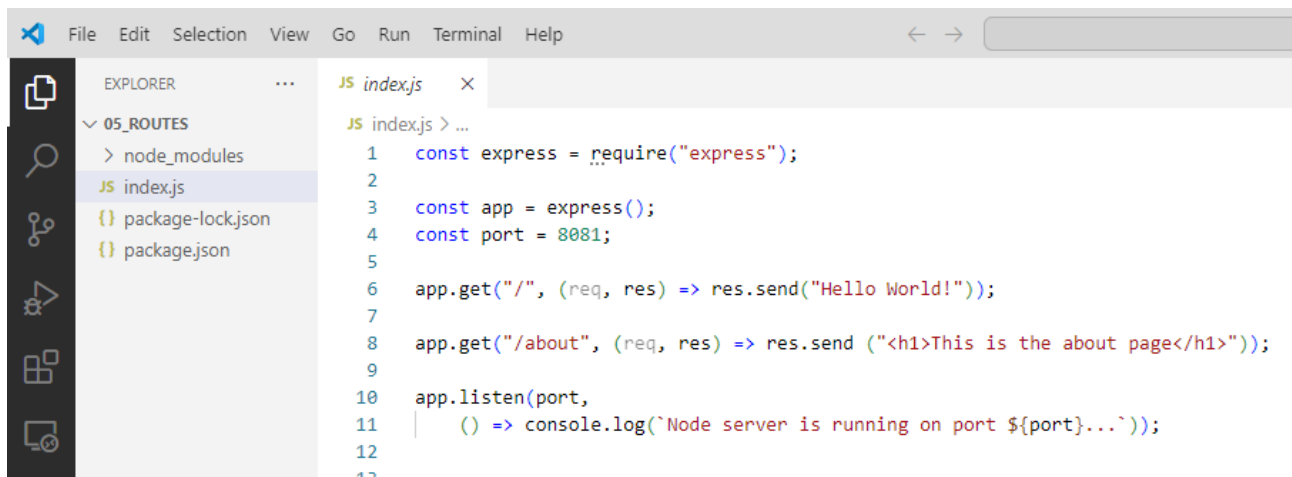 File Edit Selection View Go Run Terminal Help
EXPLORER ...
05_ROUTES
node_modules
JS index.js
{} package-lock.json
{} package.json
JS index.js ×
JS index.js > ...
1 const express = require("express");
2
3 const app = express();
4 const port = 8081;
5
6 app.get("/", (req, res) => res.send("Hello World!"));
7
8 app.get("/about", (req, res) => res.send ("<h1>This is the about page</h1>"));
9
10 app.listen(port,
11 () => console.log(`Node server is running on port ${port}...`));
12